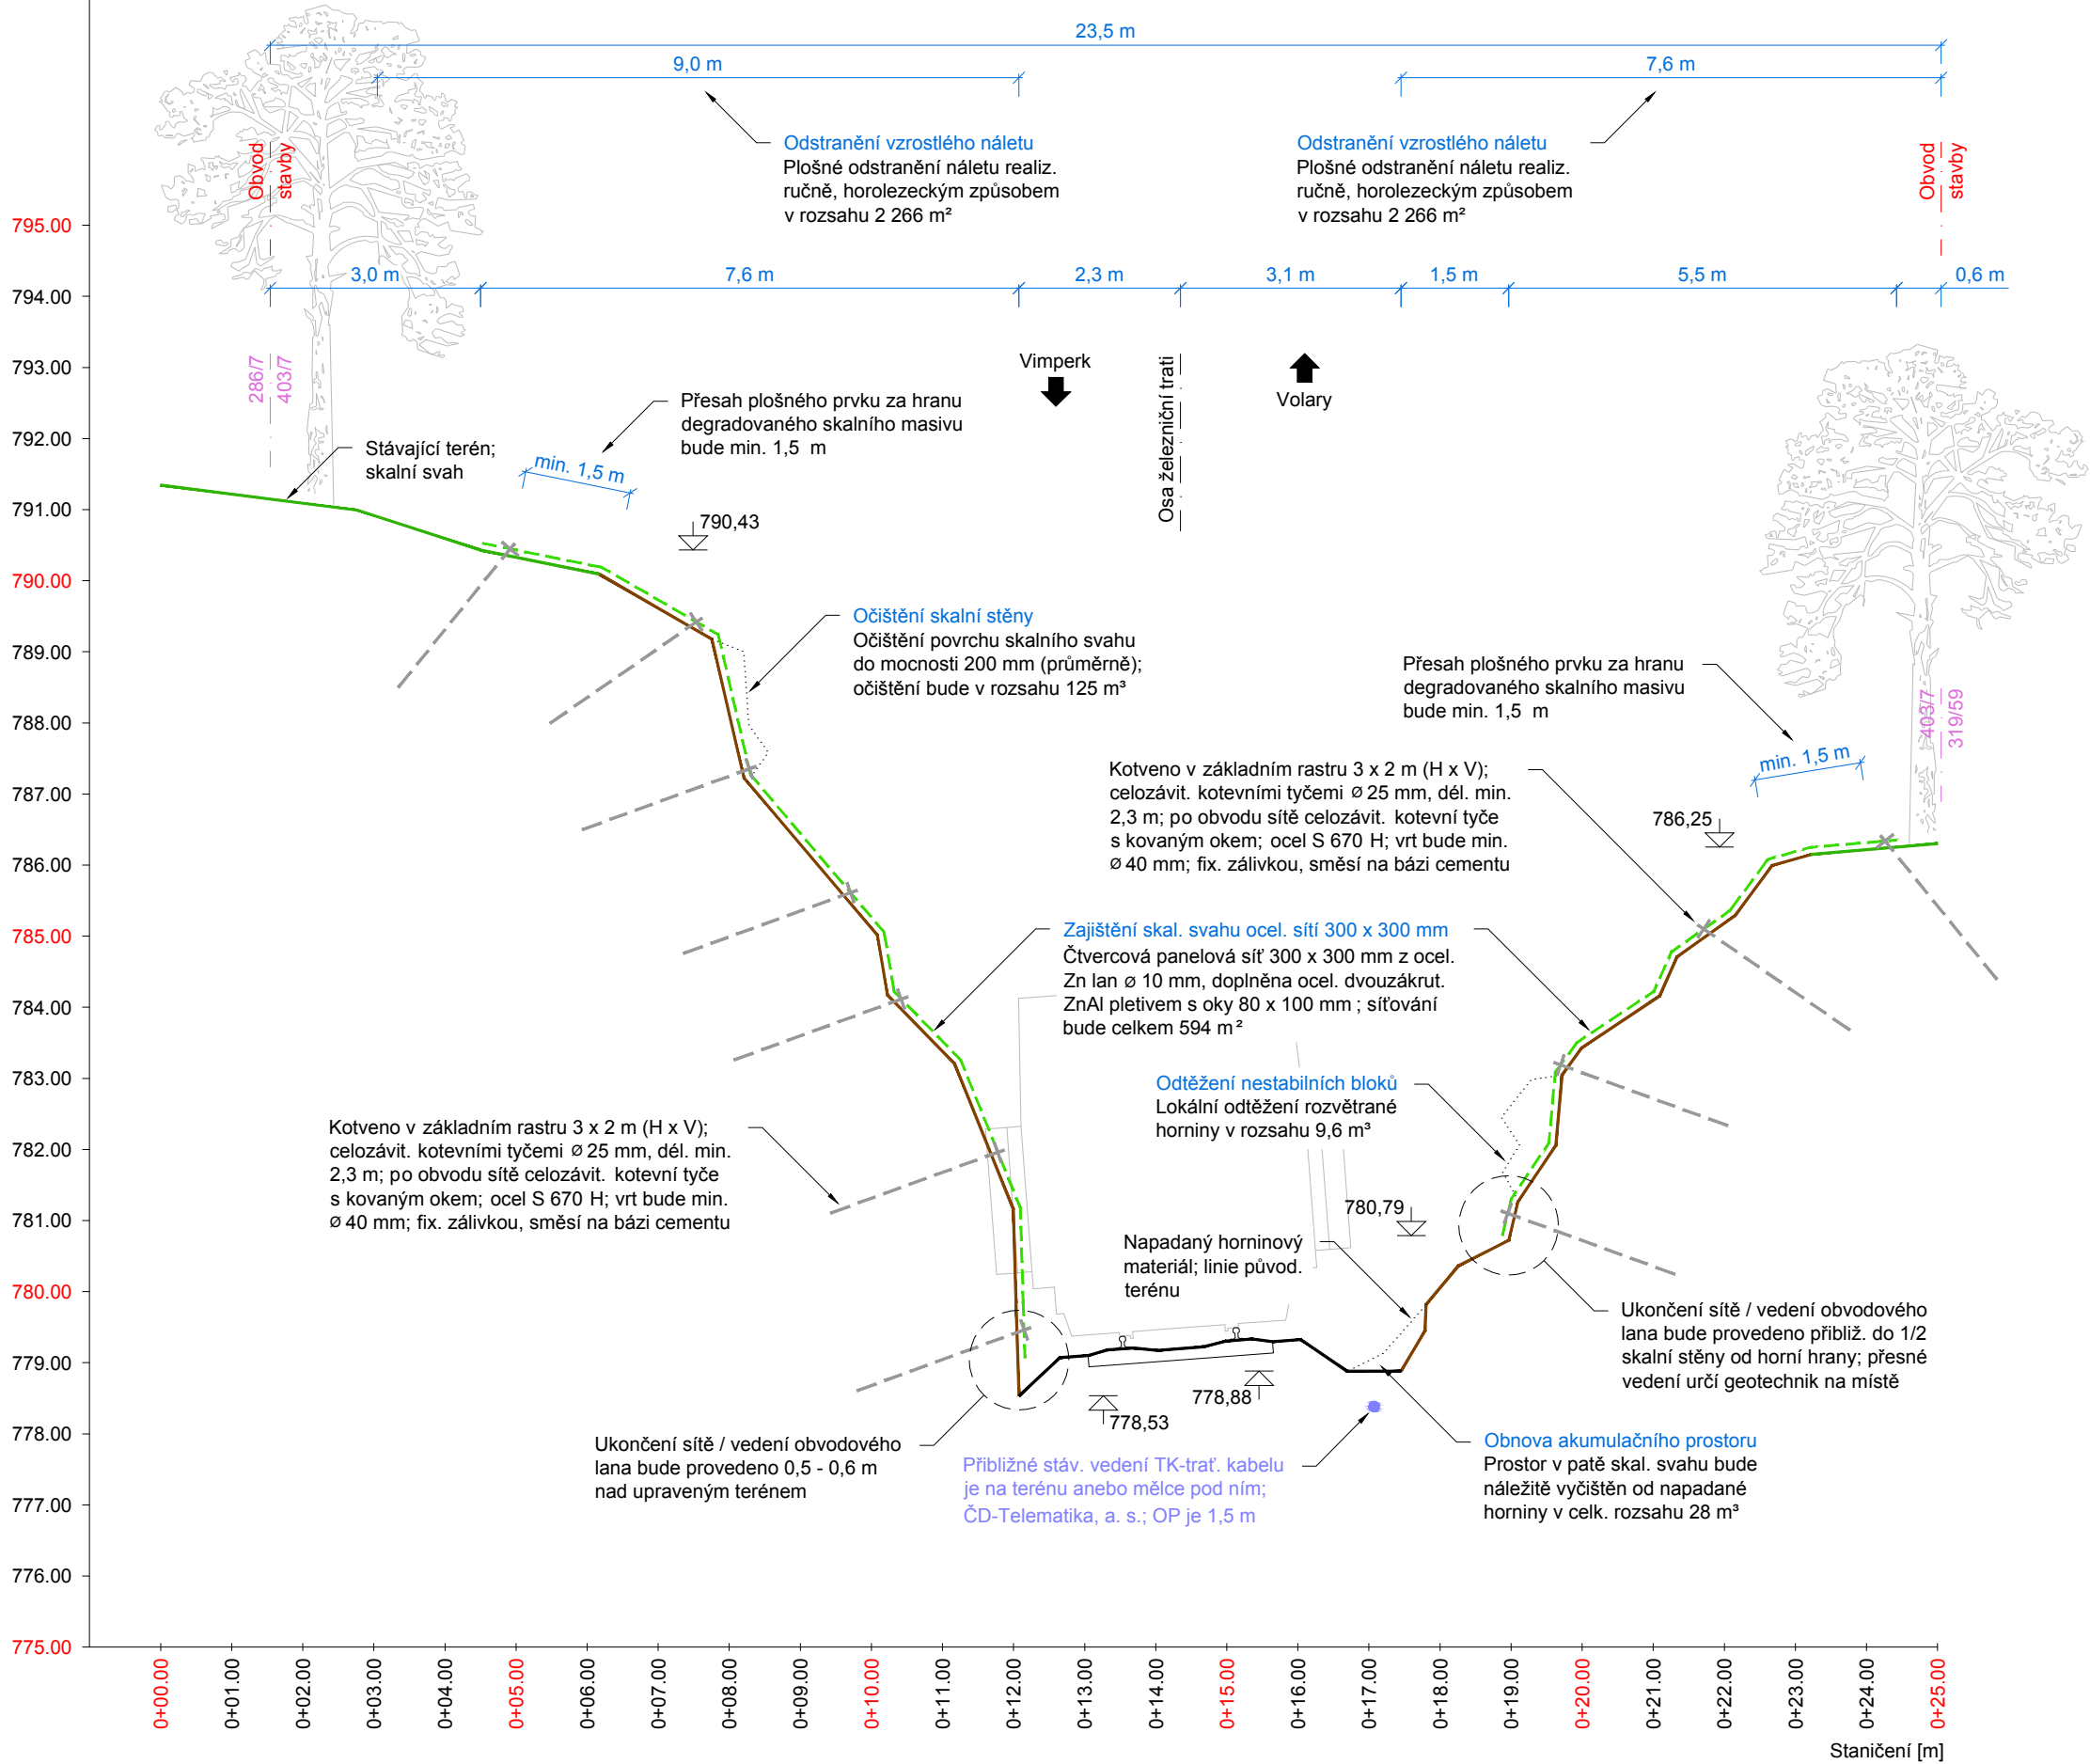 23,5 m
9,0 m
7,6 m
Odstranění vzrostlého náletu
Plošné odstranění náletu realiz.
ručně, horolezeckým způsobem
v rozsahu 2 266 m²
Odstranění vzrostlého náletu
Plošné odstranění náletu realiz.
ručně, horolezeckým způsobem
v rozsahu 2 266 m²
Obvod
stavby
Obvod
stavby
3,0 m
7,6 m
2,3 m
3,1 m
1,5 m
5,5 m
0,6 m
795.00
794.00
793.00
792.00
791.00
790.00
789.00
788.00
787.00
786.00
785.00
784.00
783.00
782.00
781.00
780.00
779.00
778.00
777.00
776.00
775.00
286/7
403/7
Vimperk
Volary
Osa železniční trati
Stávající terén;
skalní svah
Přesah plošného prvku za hranu
degradovaného skalního masivu
bude min. 1,5 m
min. 1,5 m
790,43
Očištění skalní stěny
Očištění povrchu skalního svahu
do mocnosti 200 mm (průměrně);
očištění bude v rozsahu 125 m³
Přesah plošného prvku za hranu
degradovaného skalního masivu
bude min. 1,5 m
min. 1,5 m
403/7
319/59
Kotveno v základním rastru 3 x 2 m (H x V);
celozávit. kotevními tyčemi ⌀ 25 mm, dél. min.
2,3 m; po obvodu sítě celozávit. kotevní tyče
s kovaným okem; ocel S 670 H; vrt bude min.
⌀ 40 mm; fix. zálivkou, směsí na bázi cementu
786,25
Zajištění skal. svahu ocel. sítí 300 x 300 mm
Čtvercová panelová síť 300 x 300 mm z ocel.
Zn lan ⌀ 10 mm, doplněna ocel. dvouzákrut.
ZnAl pletivem s oky 80 x 100 mm ; síťování
bude celkem 594 m²
Odtěžení nestabilních bloků
Lokální odtěžení rozvětrané
horniny v rozsahu 9,6 m³
Kotveno v základním rastru 3 x 2 m (H x V);
celozávit. kotevními tyčemi ⌀ 25 mm, dél. min.
2,3 m; po obvodu sítě celozávit. kotevní tyče
s kovaným okem; ocel S 670 H; vrt bude min.
⌀ 40 mm; fix. zálivkou, směsí na bázi cementu
780,79
Napadaný horninový
materiál; linie původ.
terénu
Ukončení sítě / vedení obvodového
lana bude provedeno přibliž. do 1/2
skalní stěny od horní hrany; přesné
vedení určí geotechnik na místě
778,88
778,53
Ukončení sítě / vedení obvodového
lana bude provedeno 0,5 - 0,6 m
nad upraveným terénem
Přibližné stáv. vedení TK-trať. kabelu
je na terénu anebo mělce pod ním;
ČD-Telematika, a. s.; OP je 1,5 m
Obnova akumulačního prostoru
Prostor v patě skal. svahu bude
náležitě vyčištěn od napadané
horniny v celk. rozsahu 28 m³
0+00.00
0+01.00
0+02.00
0+03.00
0+04.00
0+05.00
0+06.00
0+07.00
0+08.00
0+09.00
0+10.00
0+11.00
0+12.00
0+13.00
0+14.00
0+15.00
0+16.00
0+17.00
0+18.00
0+19.00
0+20.00
0+21.00
0+22.00
0+23.00
0+24.00
0+25.00
Staničení [m]